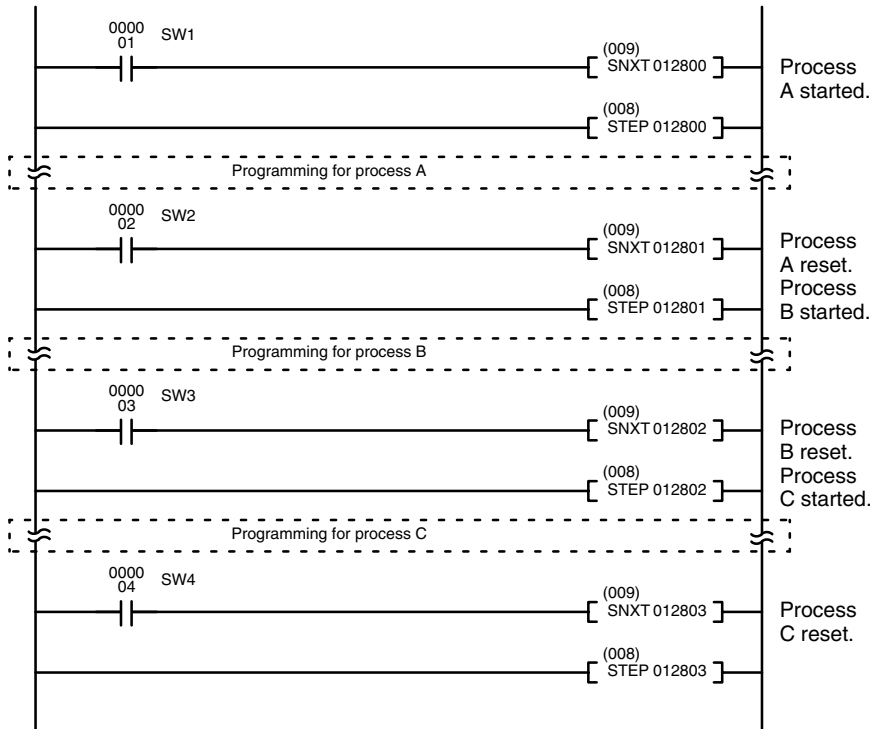 0000
01
SW1
(009)
SNXT 012800
Process
A started.
(008)
STEP 012800
Programming for process A
0000
02
SW2
(009)
SNXT 012801
Process
A reset.
Process
B started.
(008)
STEP 012801
Programming for process B
0000
03
SW3
(009)
SNXT 012802
Process
B reset.
Process
C started.
(008)
STEP 012802
Programming for process C
0000
04
SW4
(009)
SNXT 012803
Process
C reset.
(008)
STEP 012803